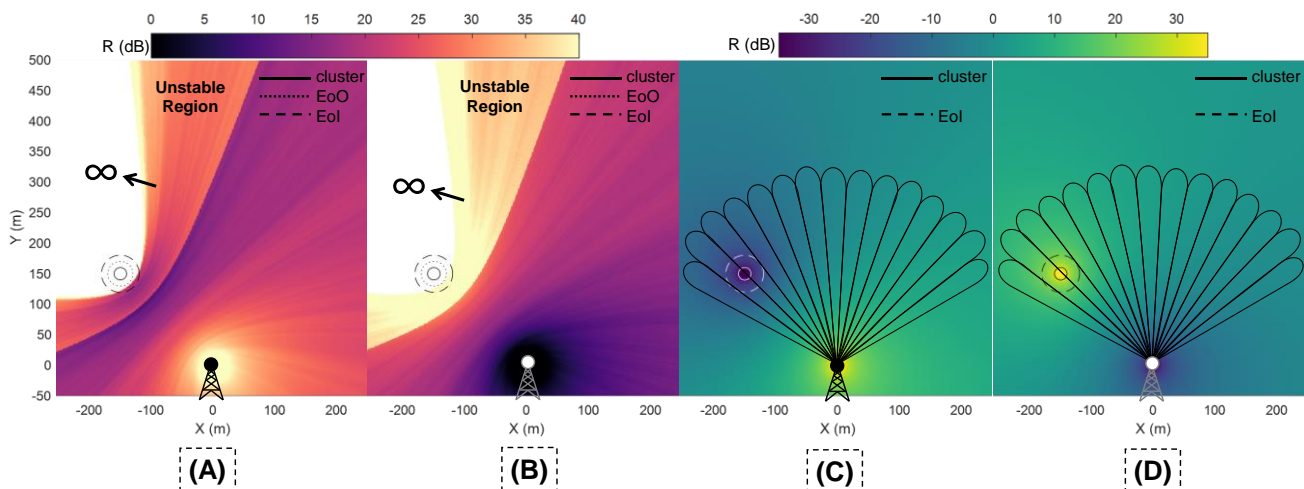 0 5 10 15 20 25 30 35 40
R (dB)
-30 -20 -10 0 10 20 30
R (dB)
500
450
400
350
300
250
200
150
100
50
0
-50
Y (m)
Unstable
Region
cluster
EoO
EoI
∞
-200 -100 0 100 200
X (m)
(A)
Unstable
Region
cluster
EoO
EoI
∞
-200 -100 0 100 200
X (m)
(B)
cluster
EoI
-200 -100 0 100 200
X (m)
(C)
cluster
EoI
-200 -100 0 100 200
X (m)
(D)